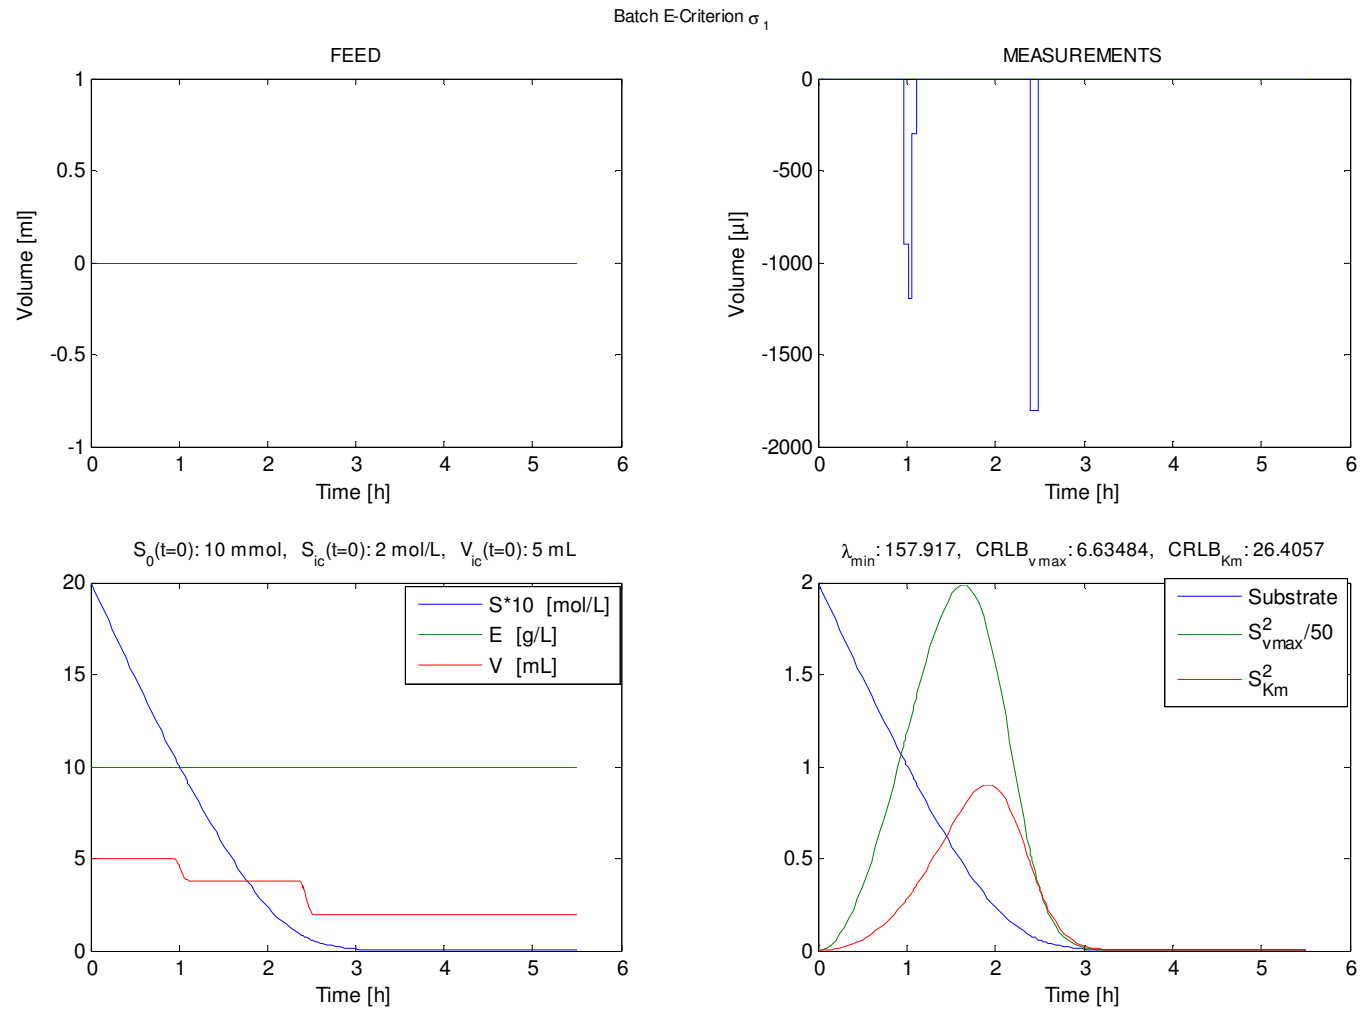 Batch E-Criterion σ1
FEED
1
0.5
0
-0.5
-1
0 1 2 3 4 5 6
Volume [ml]
Time [h]
MEASUREMENTS
0
-500
-1000
-1500
-2000
0 1 2 3 4 5 6
Volume [µl]
Time [h]
S0(t=0): 10 mmol, Sic(t=0): 2 mol/L, Vic(t=0): 5 mL
20
15
10
5
0
0 1 2 3 4 5 6
Time [h]
S*10 [mol/L]
E [g/L]
V [mL]
λmin: 157.917, CRLBvmax: 6.63484, CRLBKm: 26.4057
2
1.5
1
0.5
0
0 1 2 3 4 5 6
Time [h]
Substrate
S²vmax/50
S²Km